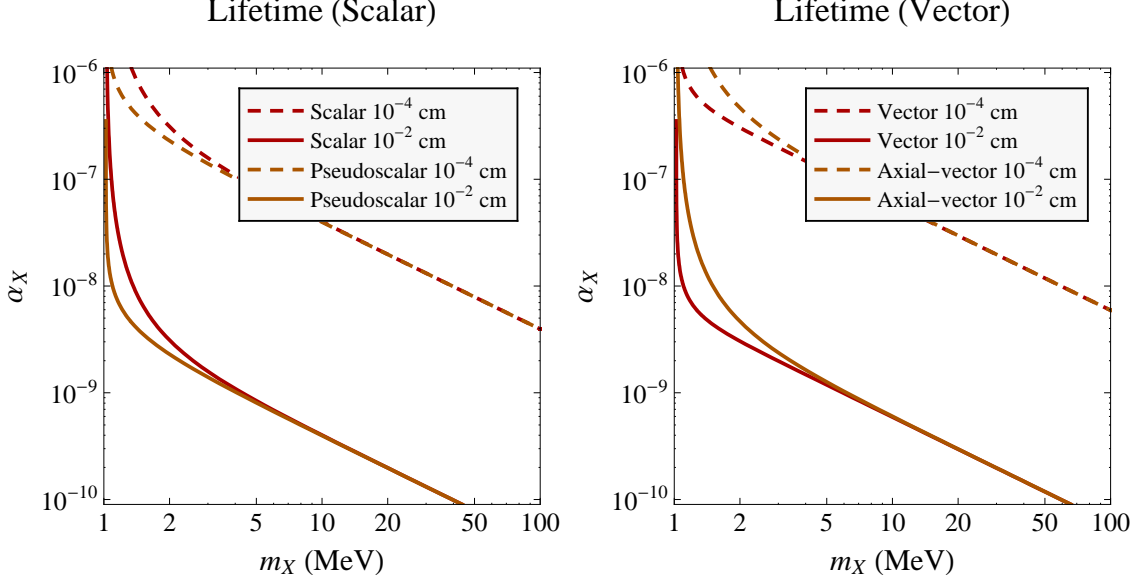 Lifetime (Scalar)
10⁻⁶
10⁻⁷
10⁻⁸
10⁻⁹
10⁻¹⁰
α_X
Scalar 10⁻⁴ cm
Scalar 10⁻² cm
Pseudoscalar 10⁻⁴ cm
Pseudoscalar 10⁻² cm
1 2 5 10 20 50 100
m_X (MeV)
Lifetime (Vector)
10⁻⁶
10⁻⁷
10⁻⁸
10⁻⁹
10⁻¹⁰
α_X
Vector 10⁻⁴ cm
Vector 10⁻² cm
Axial−vector 10⁻⁴ cm
Axial−vector 10⁻² cm
1 2 5 10 20 50 100
m_X (MeV)